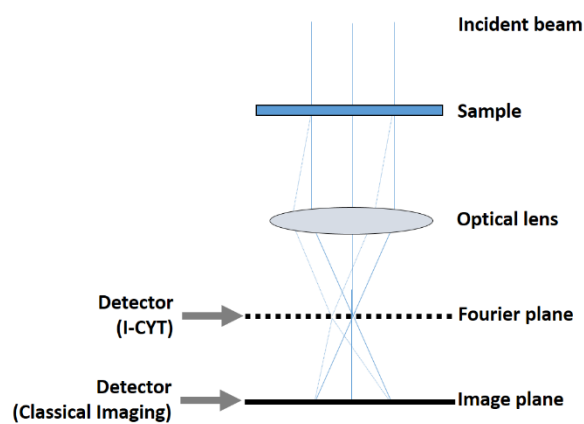 Incident beam
Sample
Optical lens
Detector
(I-CYT)
Fourier plane
Detector
(Classical Imaging)
Image plane